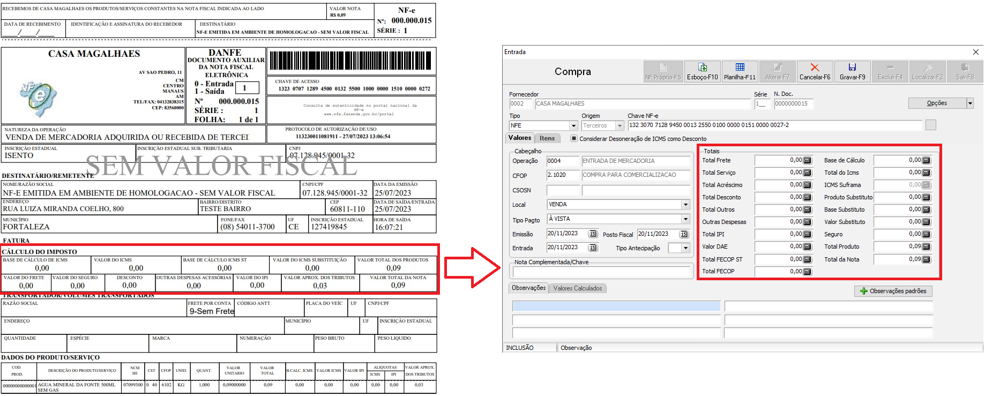 RECEBEMOS DE CASA MAGALHAES OS PRODUTOS/SERVIÇOS CONSTANTES NA NOTA FISCAL INDICADA AO LADO
VALOR NOTA
R$ 0,09
NF-e
Nº: 000.000.015
SÉRIE : 1
DATA DE RECEBIMENTO
____/____/____
IDENTIFICAÇÃO E ASSINATURA DO RECEBEDOR
DESTINATÁRIO
NF-E EMITIDA EM AMBIENTE DE HOMOLOGACAO - SEM VALOR FISCAL
CASA MAGALHAES
AV SAO PEDRO, 11
CM
CENTRO
MANAUS
AM
TEL/FAX: 04132838315
CEP: 83560000
NF-e
DANFE
DOCUMENTO AUXILIAR
DA NOTA FISCAL
ELETRÔNICA
0 - Entrada
1 - Saída
1
Nº 000.000.015
SÉRIE : 1
FOLHA: 1 de 1
CHAVE DE ACESSO
1323 0707 1289 4500 0132 5500 1000 0000 1510 0000 0272
Consulta de autenticidade no portal nacional da
NF-e
www.nfe.fazenda.gov.br/portal
NATUREZA DA OPERAÇÃO
VENDA DE MERCADORIA ADQUIRIDA OU RECEBIDA DE TERCEI
PROTOCOLO DE AUTORIZAÇÃO DE USO
113230011081911 - 27/07/2023 13:06:54
INSCRIÇÃO ESTADUAL
ISENTO
INSCRIÇÃO ESTADUAL SUB. TRIBUTARIA
CNPJ
07.128.945/0001-32
SEM VALOR FISCAL
DESTINATÁRIO/REMETENTE
NOME/RAZÃO SOCIAL
NF-E EMITIDA EM AMBIENTE DE HOMOLOGACAO - SEM VALOR FISCAL
CNPJ/CPF
07.128.945/0001-32
DATA DA EMISSÃO
25/07/2023
ENDEREÇO
RUA LUIZA MIRANDA COELHO, 800
BAIRRO/DISTRITO
TESTE BAIRRO
CEP
60811-110
DATA DE SAÍDA/ENTRADA
25/07/2023
MUNICÍPIO
FORTALEZA
FONE/FAX
(08) 54011-3700
UF
CE
INSCRIÇÃO ESTADUAL
127419845
HORA DE SAÍDA
16:07:21
FATURA
CÁLCULO DO IMPOSTO
BASE DE CÁLCULO DE ICMS
0,00
VALOR DO ICMS
0,00
BASE DE CÁLCULO ICMS ST
0,00
VALOR DO ICMS SUBSTITUIÇÃO
0,00
VALOR TOTAL DOS PRODUTOS
0,09
VALOR DO FRETE
0,00
VALOR DO SEGURO
0,00
DESCONTO
0,00
OUTRAS DESPESAS ACESSÓRIAS
0,00
VALOR DO IPI
0,00
VALOR APROX. DOS TRIBUTOS
0,03
VALOR TOTAL DA NOTA
0,09
TRANSPORTADOR/VOLUMES TRANSPORTADOS
RAZÃO SOCIAL
FRETE POR CONTA
9-Sem Frete
CÓDIGO ANTT
PLACA DO VEÍC
UF
CNPJ/CPF
ENDEREÇO
MUNICÍPIO
UF
INSCRIÇÃO ESTADUAL
QUANTIDADE
ESPÉCIE
MARCA
NUMERAÇÃO
PESO BRUTO
PESO LIQUIDO
DADOS DO PRODUTO/SERVIÇO
COD. PROD. DESCRIÇÃO DO PRODUTO/SERVIÇO NCM SH CST CFOP UNID. QUANT. VALOR UNITARIO VALOR TOTAL B.CALC. ICMS VALOR ICMS VALOR IPI ALIQUOTAS ICMS IPI VALOR APROX. DOS TRIBUTOS
00000000000001 AGUA MINERAL DA FONTE 500ML 07099300 0 40 6102 KG 1,000 0,09000000 0,09 0,00 0,00 0,00 0,00 0,00 0,03
SEM GAS
Entrada
Compra
NF Própria-F5
Esboço-F10
Planilha-F11
Alterar-F7
Cancelar-F6
Gravar-F9
Excluir-F4
Localizar-F2
Sair-F8
Fornecedor
0002
CASA MAGALHAES
Série
1__
N. Doc.
0000000015
Opções
Tipo
NFE
Origem
Terceiros
Chave NF-e
132 3070 7128 9450 0013 2550 0100 0000 0151 0000 0027-2
Valores
Itens
Considerar Desoneração de ICMS como Desconto
Cabeçalho
Operação 0004 ENTRADA DE MERCADORIA
CFOP 2.1020 COMPRA PARA COMERCIALIZACAO
CSOSN
Local VENDA
Tipo Pagto À VISTA
Emissão 20/11/2023 15 Posto Fiscal 20/11/2023 15
Entrada 20/11/2023 15 Tipo Antecipação
Nota Complementada/Chave
Totais
Total Frete 0,00 Base de Cálculo 0,00
Total Serviço 0,00 Total do Icms 0,00
Total Acréscimo 0,00 ICMS Suframa 0,00
Total Desconto 0,00 Produto Substituto 0,00
Total Outros 0,00 Base Substituto 0,00
Outras Despesas 0,00 Valor Substituto 0,00
Total IPI 0,00 Seguro 0,00
Valor DAE 0,00 Total Produto 0,09
Total FECOP ST 0,00 Total da Nota 0,09
Total FECOP 0,00
Observações
Valores Calculados
Observações padrões
INCLUSÃO
Observação